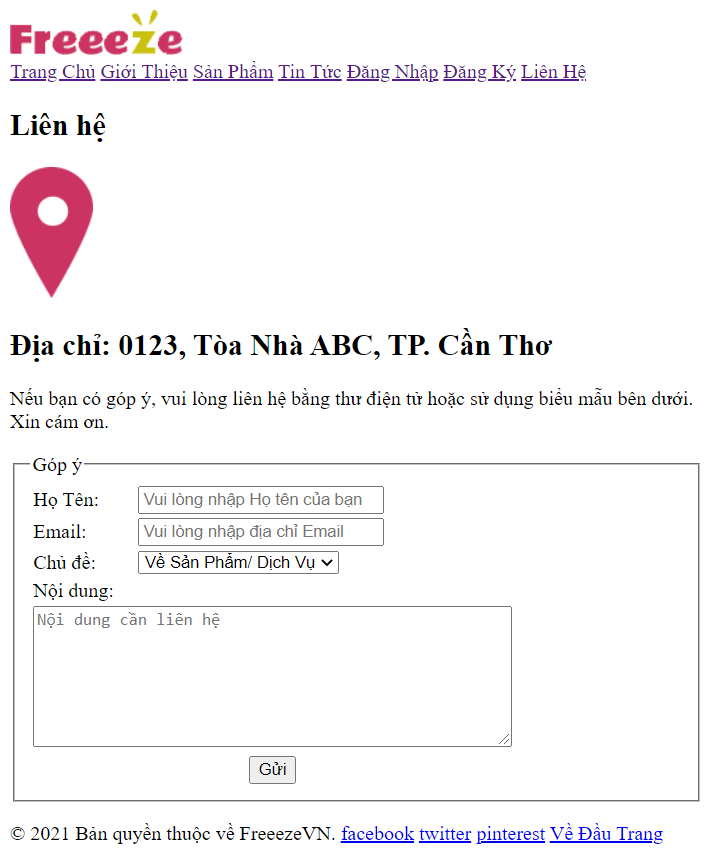 Freeeze
Trang Chủ Giới Thiệu Sản Phẩm Tin Tức Đăng Nhập Đăng Ký Liên Hệ
Liên hệ
Địa chỉ: 0123, Tòa Nhà ABC, TP. Cần Thơ
Nếu bạn có góp ý, vui lòng liên hệ bằng thư điện tử hoặc sử dụng biểu mẫu bên dưới.
Xin cám ơn.
Góp ý
Họ Tên: Vui lòng nhập Họ tên của bạn
Email: Vui lòng nhập địa chỉ Email
Chủ đề: Về Sản Phẩm/ Dịch Vụ
Nội dung:
Nội dung cần liên hệ
Gửi
© 2021 Bản quyền thuộc về FreeezeVN. facebook twitter pinterest Về Đầu Trang